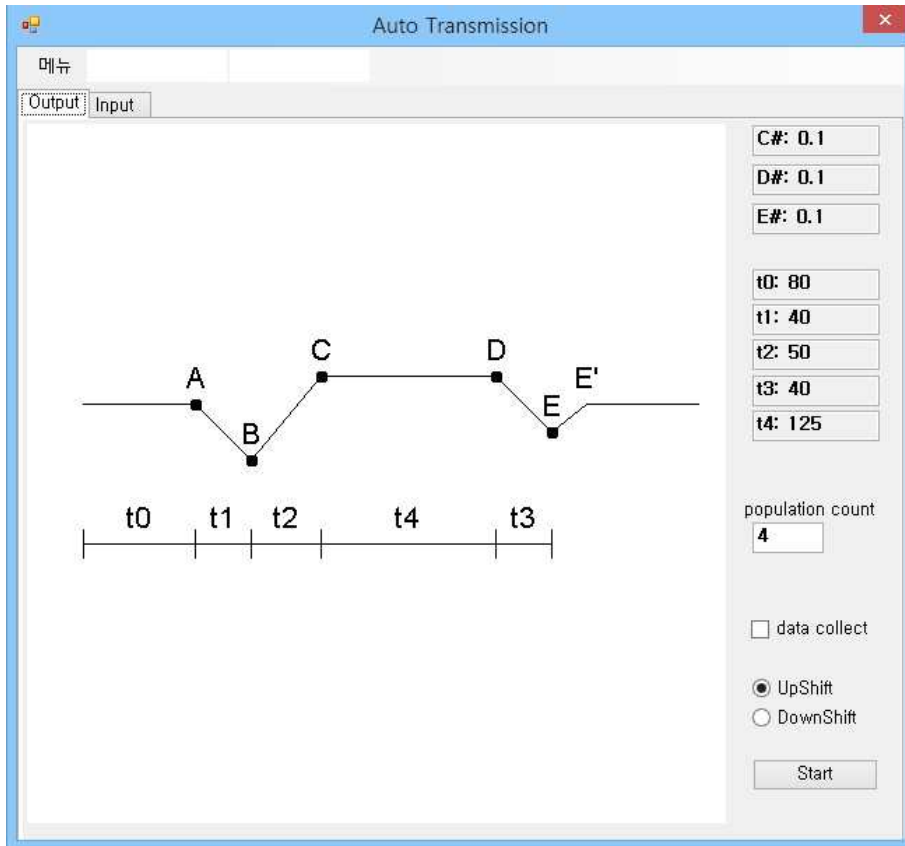 Auto Transmission
메뉴
Output Input
C#: 0.1
D#: 0.1
E#: 0.1
t0: 80
t1: 40
t2: 50
t3: 40
t4: 125
A
B
C
D
E
E'
t0 t1 t2 t4 t3
population count
4
data collect
UpShift
DownShift
Start